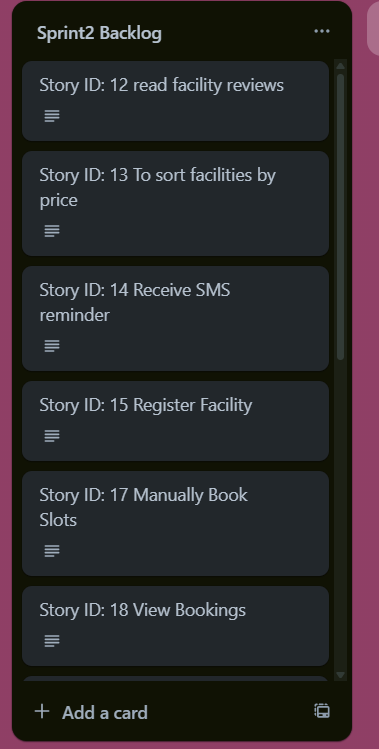 Sprint2 Backlog
Story ID: 12 read facility reviews
Story ID: 13 To sort facilities by
price
Story ID: 14 Receive SMS
reminder
Story ID: 15 Register Facility
Story ID: 17 Manually Book
Slots
Story ID: 18 View Bookings
Add a card